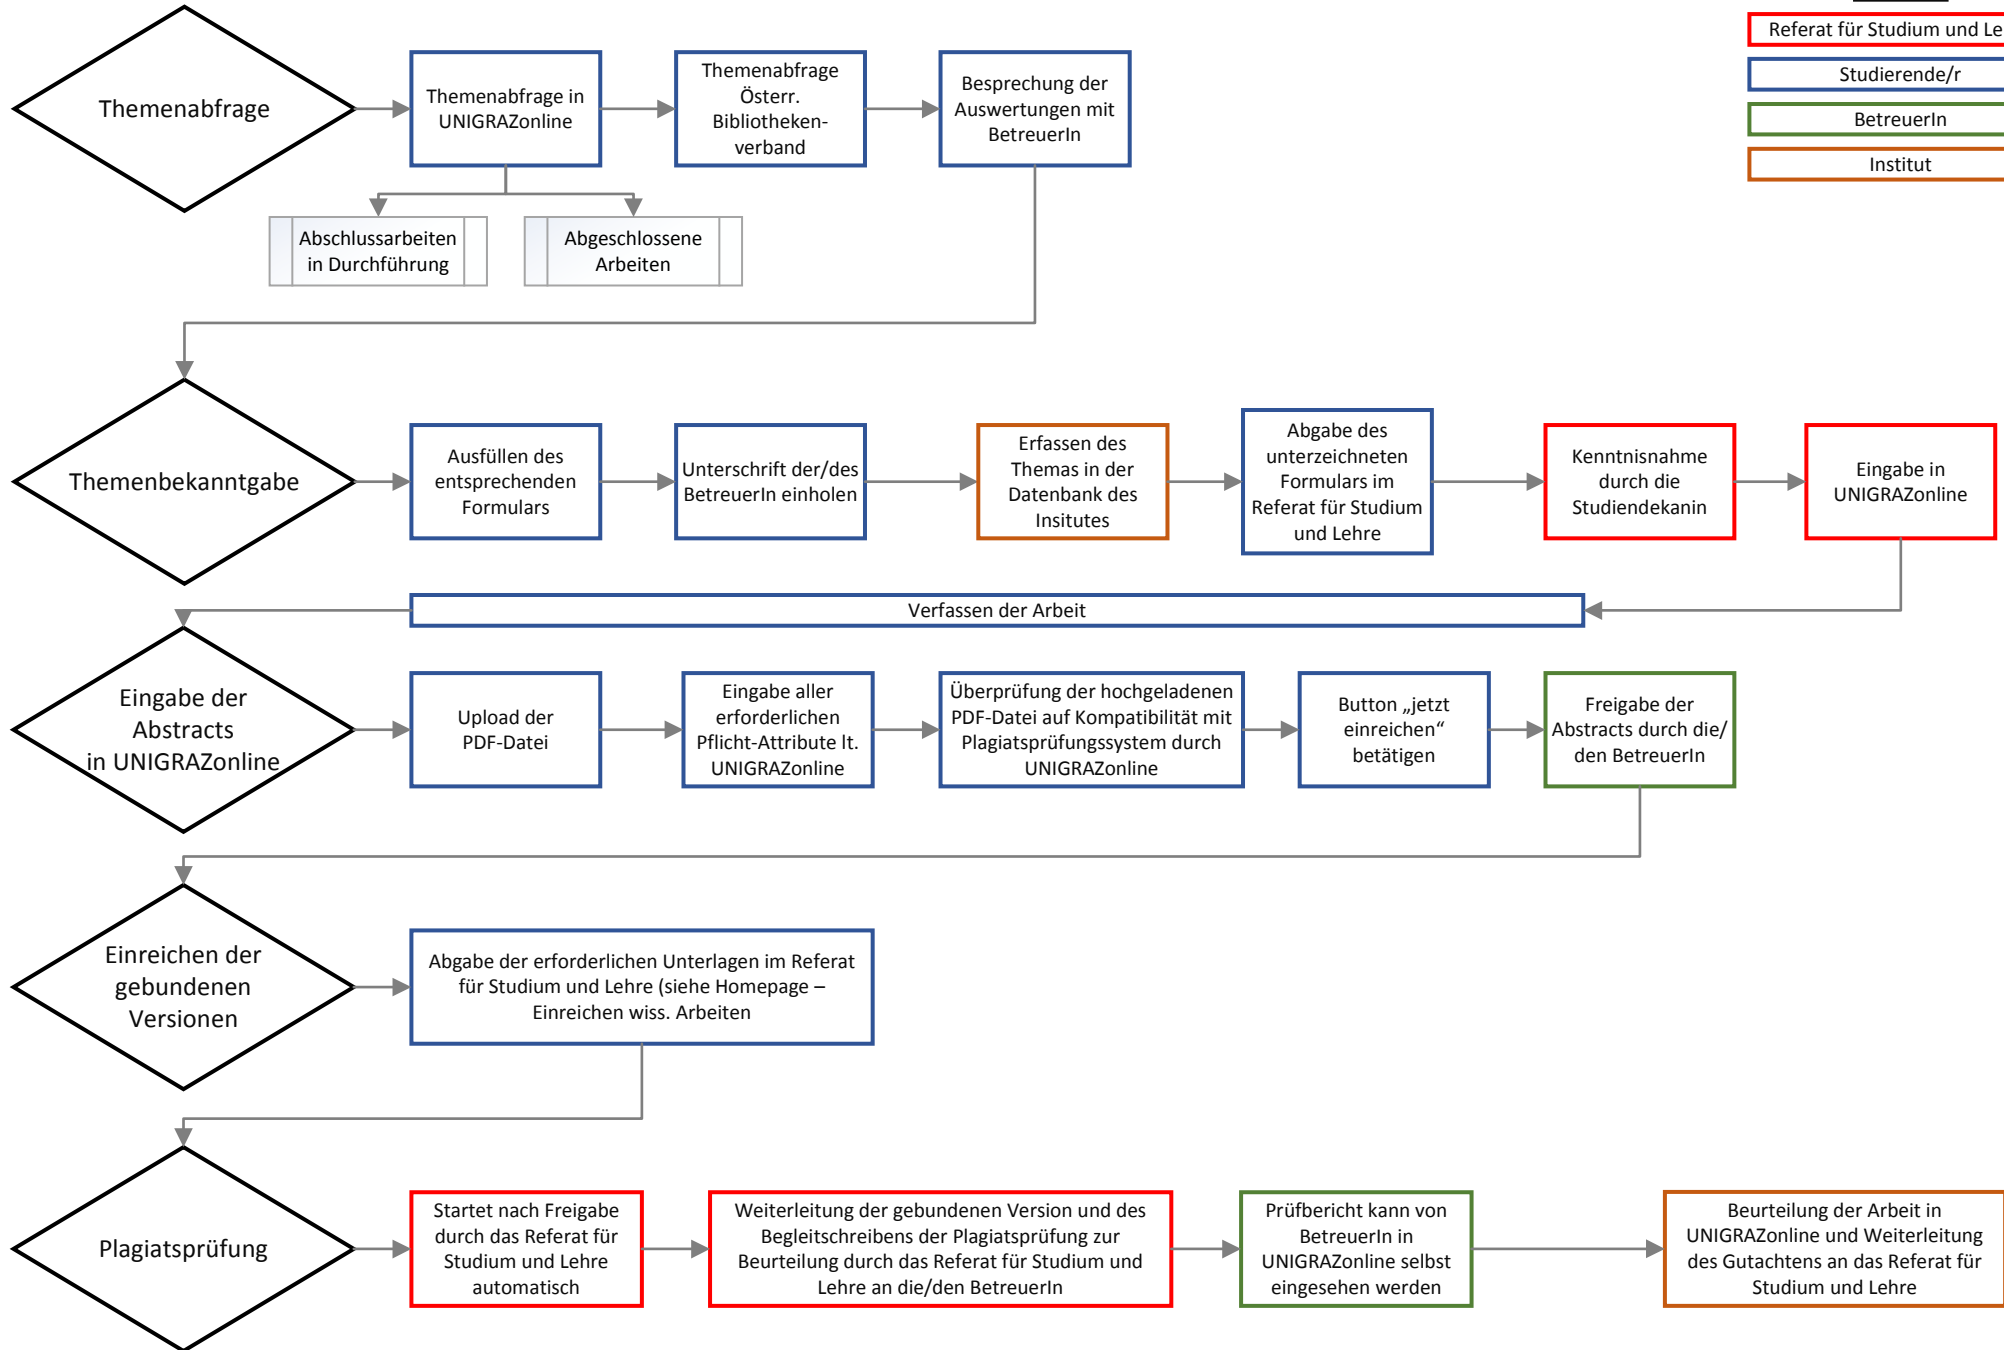 Referat für Studium und Le
Studierende/r
BetreuerIn
Institut
Themenabfrage
Themenabfrage in
UNIGRAZonline
Themenabfrage
Österr.
Bibliotheken-
verband
Besprechung der
Auswertungen mit
BetreuerIn
Abschlussarbeiten
in Durchführung
Abgeschlossene
Arbeiten
Themenbekanntgabe
Ausfüllen des
entsprechenden
Formulars
Unterschrift der/des
BetreuerIn einholen
Erfassen des
Themas in der
Datenbank des
Insitutes
Abgabe des
unterzeichneten
Formulars im
Referat für Studium
und Lehre
Kenntnisnahme
durch die
Studiendekanin
Eingabe in
UNIGRAZonline
Verfassen der Arbeit
Eingabe der
Abstracts
in UNIGRAZonline
Upload der
PDF-Datei
Eingabe aller
erforderlichen
Pflicht-Attribute lt.
UNIGRAZonline
Überprüfung der hochgeladenen
PDF-Datei auf Kompatibilität mit
Plagiatsprüfungssystem durch
UNIGRAZonline
Button „jetzt
einreichen“
betätigen
Freigabe der
Abstracts durch die/
den BetreuerIn
Einreichen der
gebundenen
Versionen
Abgabe der erforderlichen Unterlagen im Referat
für Studium und Lehre (siehe Homepage –
Einreichen wiss. Arbeiten
Plagiatsprüfung
Startet nach Freigabe
durch das Referat für
Studium und Lehre
automatisch
Weiterleitung der gebundenen Version und des
Begleitschreibens der Plagiatsprüfung zur
Beurteilung durch das Referat für Studium und
Lehre an die/den BetreuerIn
Prüfbericht kann von
BetreuerIn in
UNIGRAZonline selbst
eingesehen werden
Beurteilung der Arbeit in
UNIGRAZonline und Weiterleitung
des Gutachtens an das Referat für
Studium und Lehre